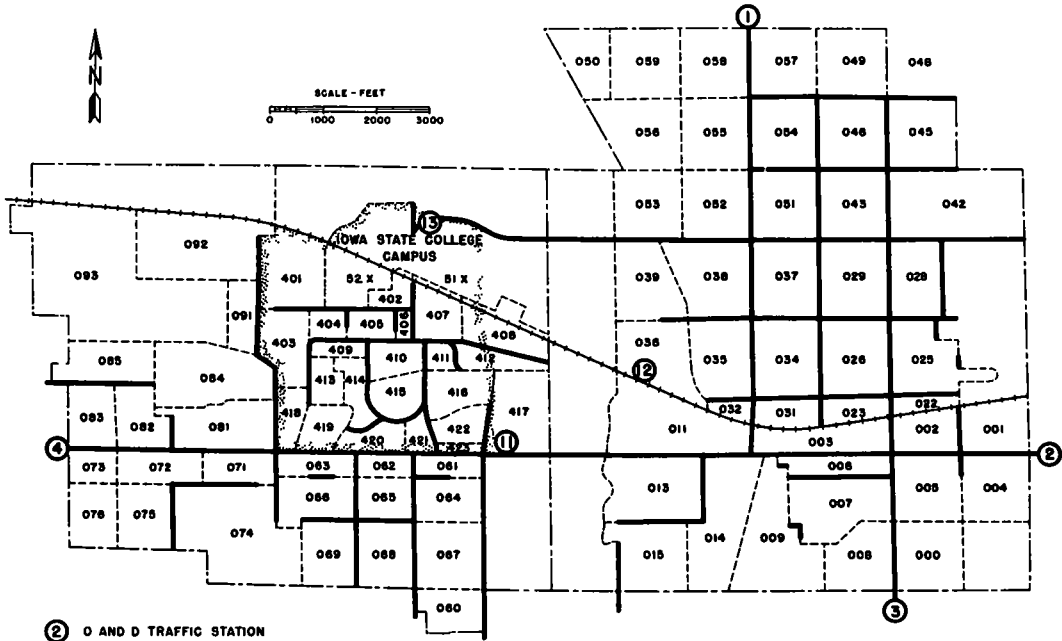 1
050 059 058 057 049 048
N
SCALE - FEET
0 1000 2000 3000
056 055 054 046 045
053 052 051 043 042
13
IOWA STATE COLLEGE
CAMPUS
092
093
401 52 X 51 X
402
039 038 037 029 028
091
403 404 405 406 407 408
409 410 411 412
036 035 034 026 025
085
084
413 414 415 416 417
12
083 082 081
418 419 420 421 422 423
032 031 023 022
011 003 002 001
4
11
2
073 072 071 063 062 061
006
076 075 074 066 065 064
013 007 005 004
069 068 067
015 014 009 008 000
060
3
2 O AND D TRAFFIC STATION